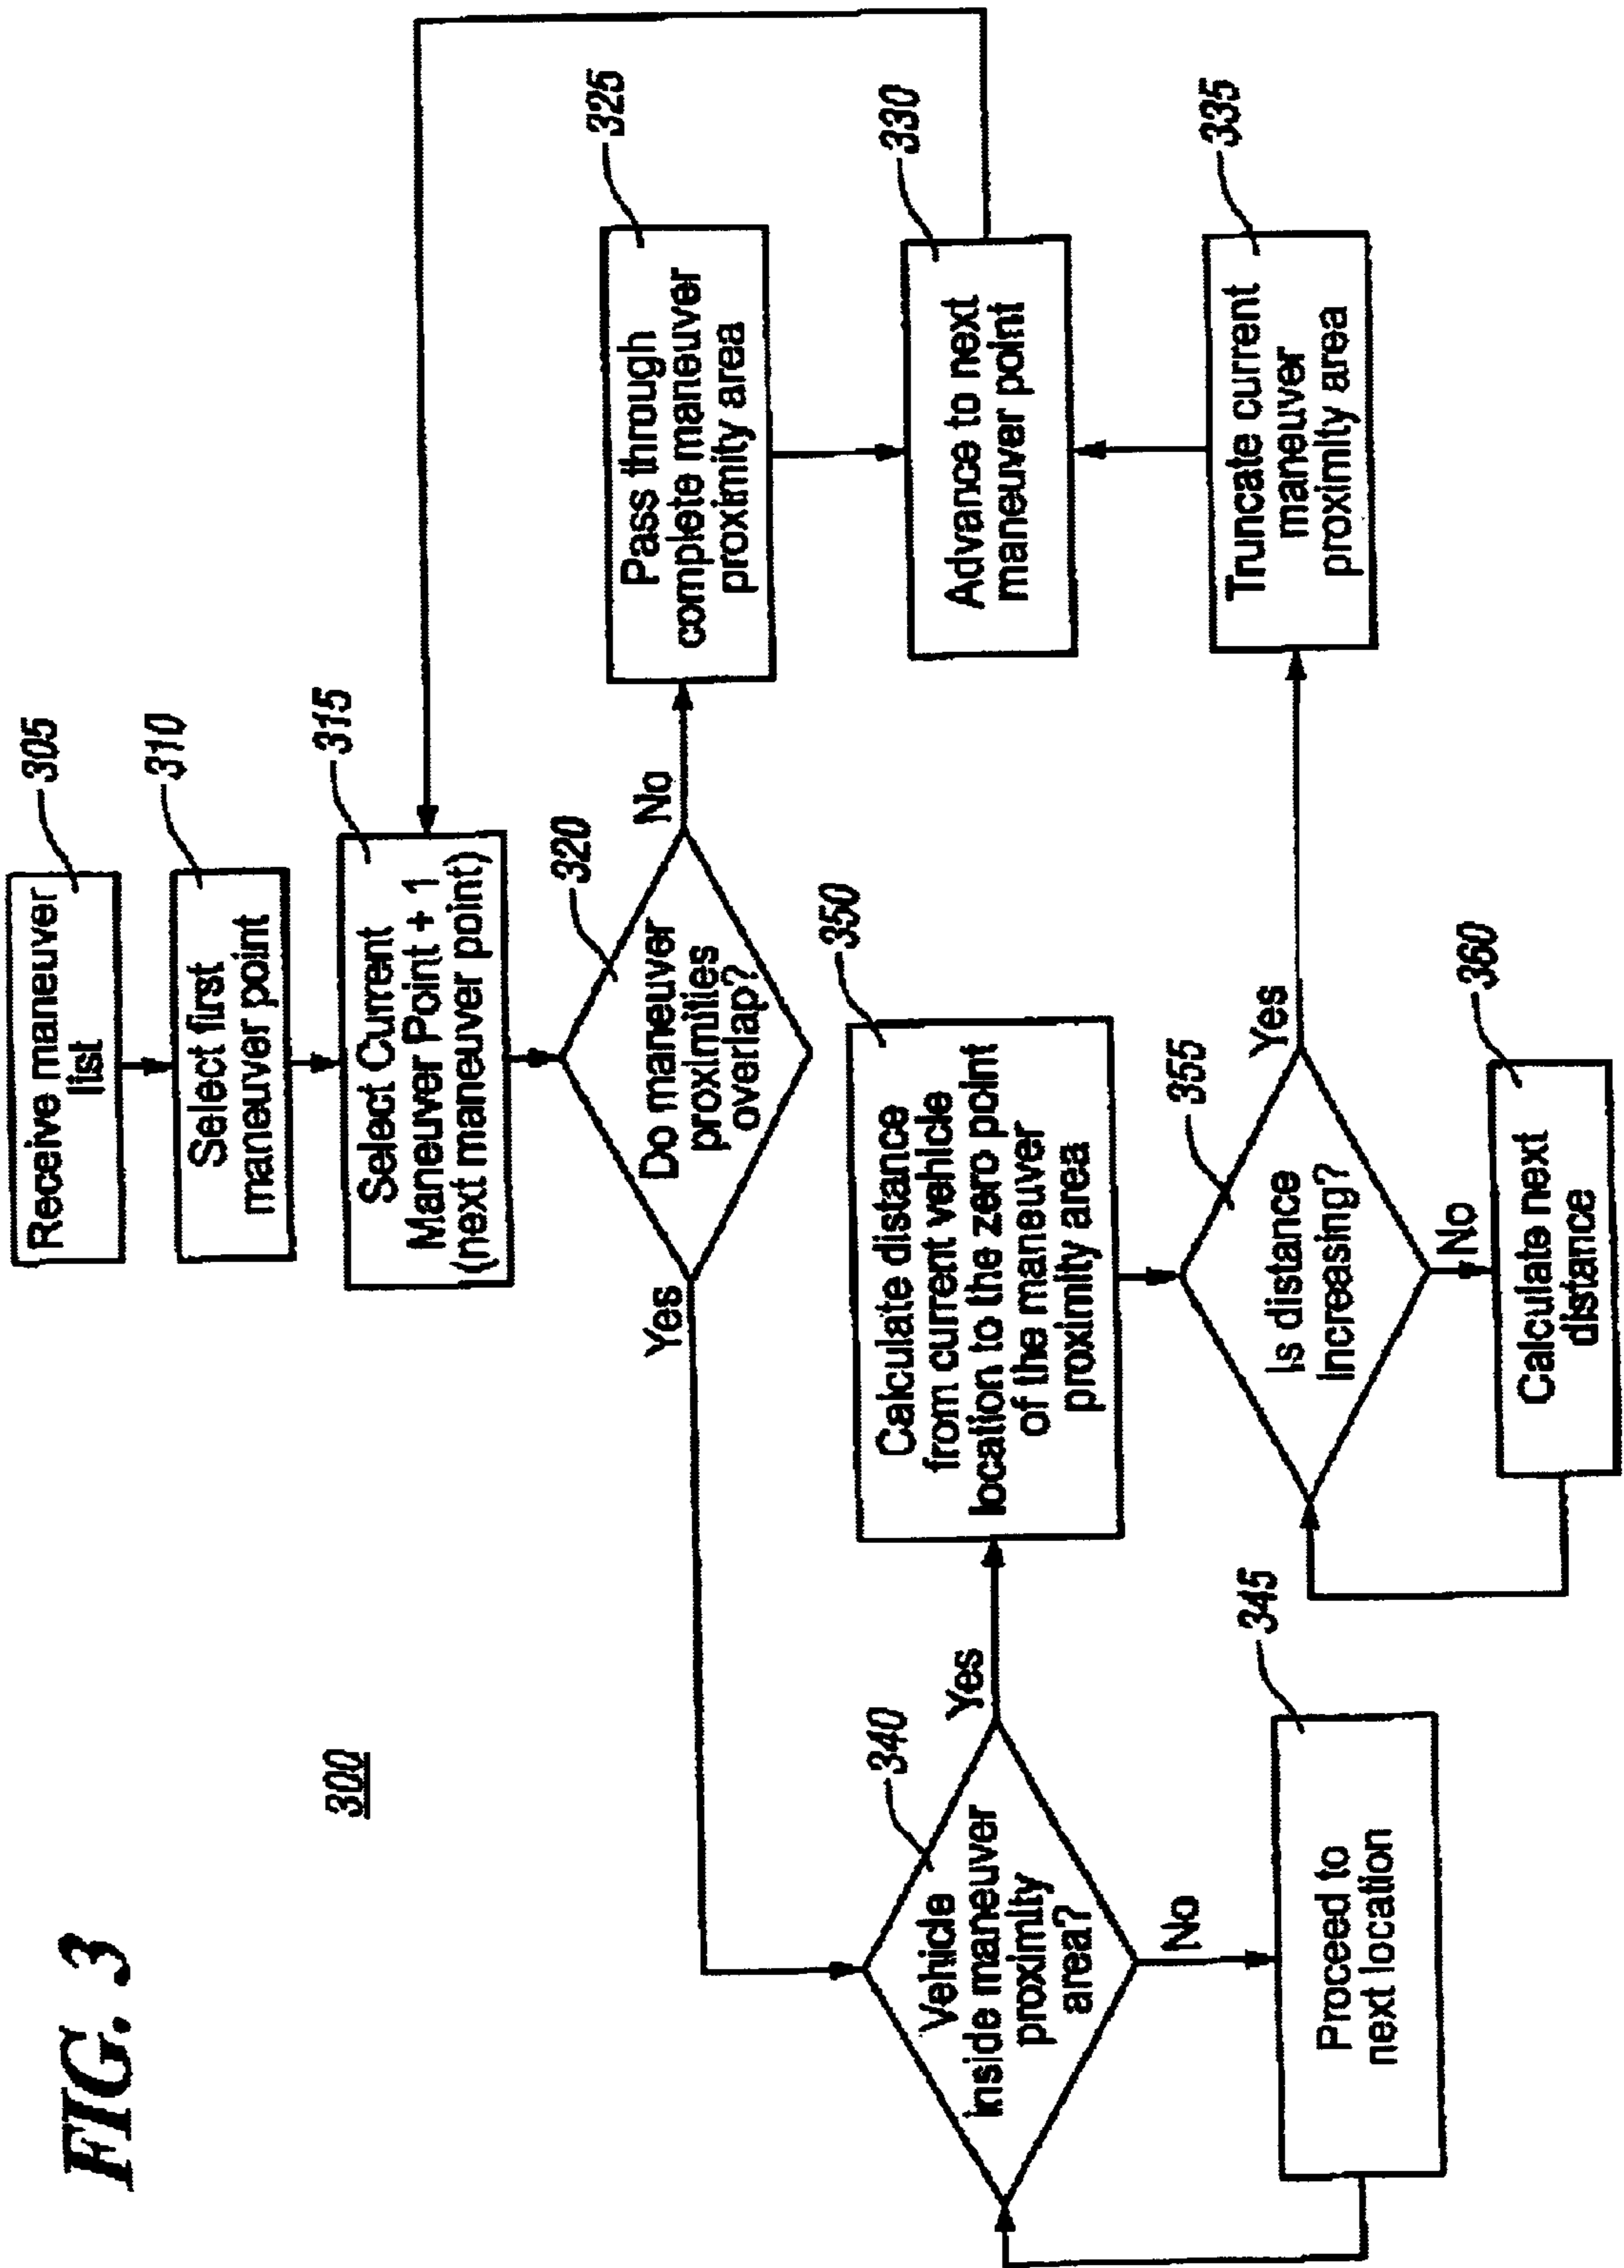 FIG. 3
300
Receive maneuver
list
305
Select first
maneuver point
310
Select Current
Maneuver Point + 1
(next maneuver point)
315
Do maneuver
proximities
overlap?
320
No
Yes
Pass through
complete maneuver
proximity area
325
Advance to next
maneuver point
330
Truncate current
maneuver
proximity area
335
Vehicle
inside maneuver
proximity
area?
340
Yes
No
Proceed to
next location
345
Calculate distance
from current vehicle
location to the zero point
of the maneuver
proximity area
350
Is distance
increasing?
355
Yes
No
Calculate next
distance
360